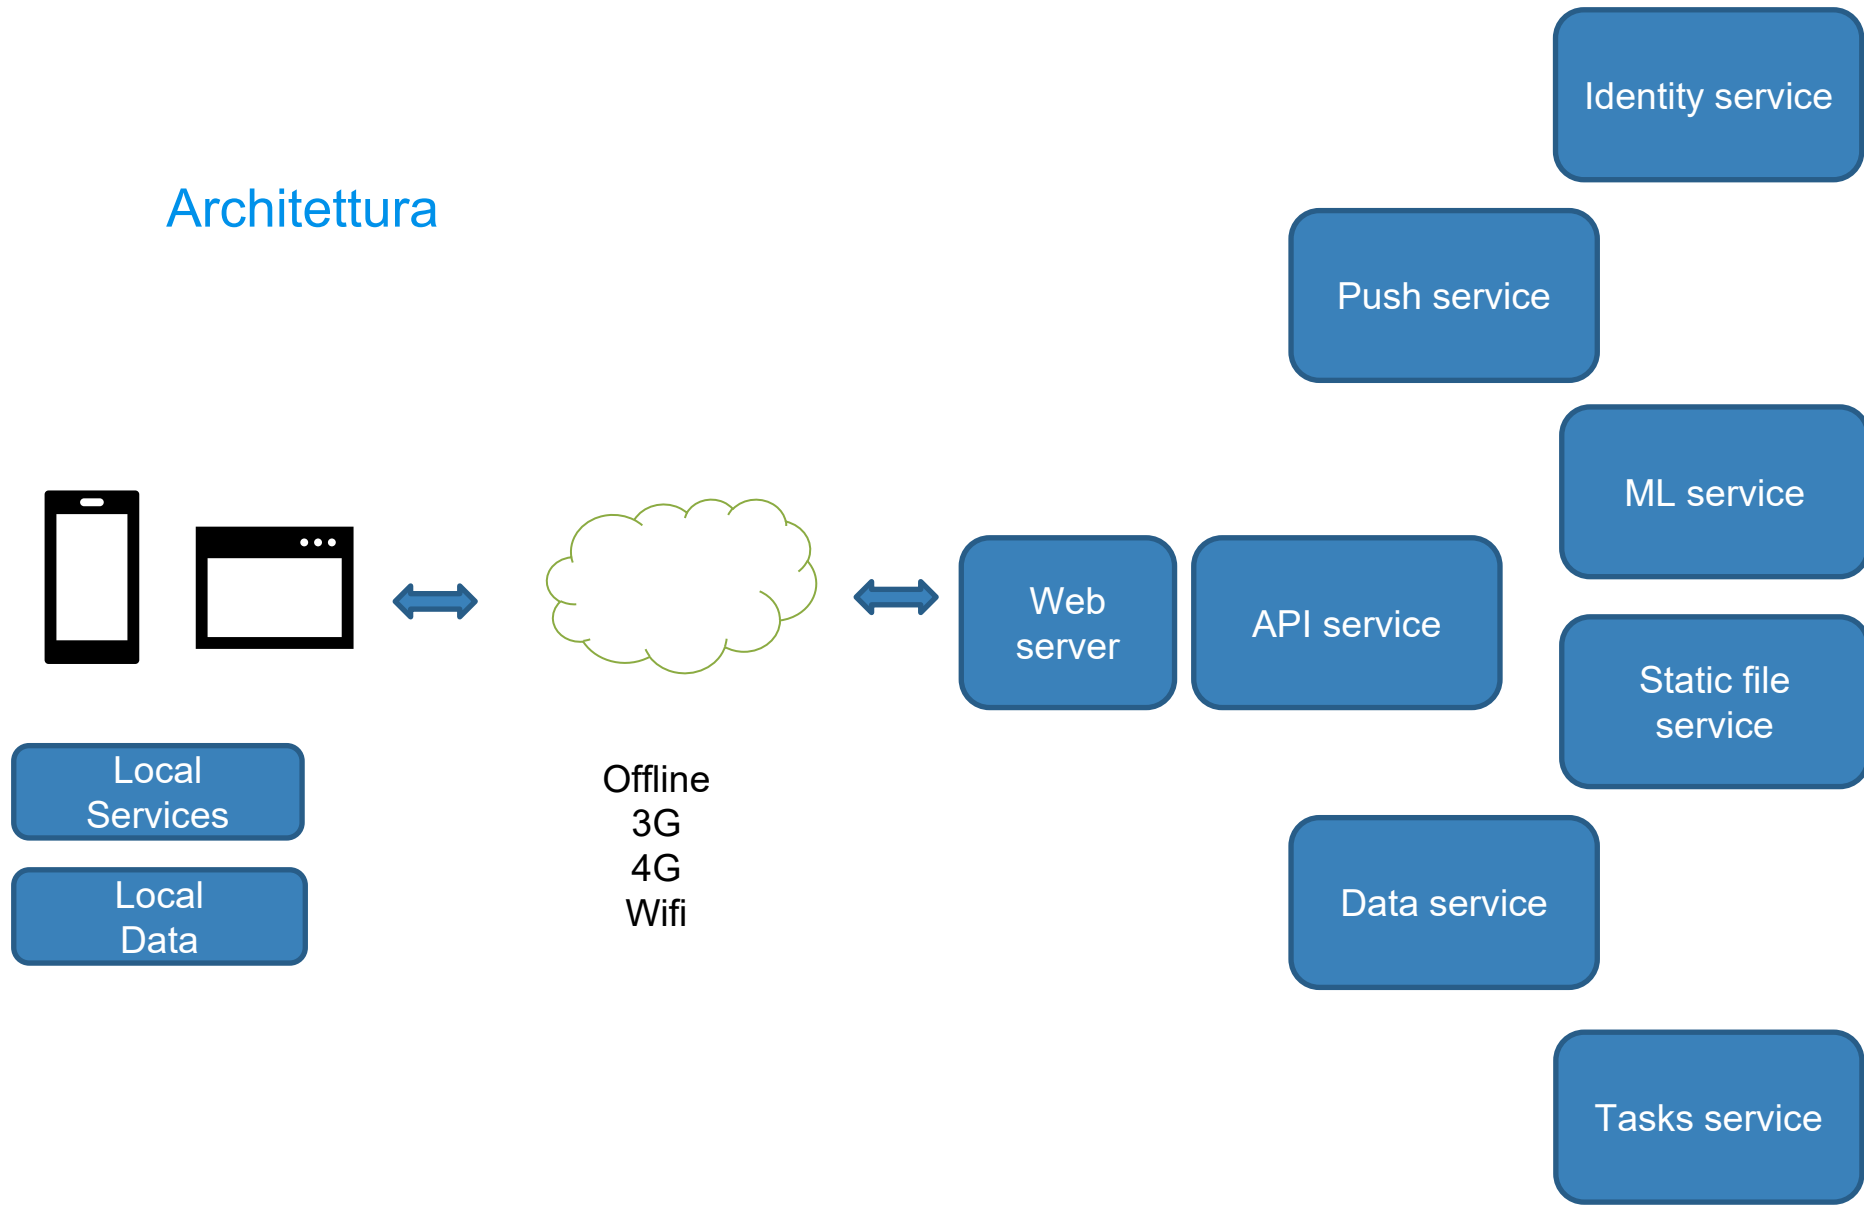 Architettura
Identity service
Push service
ML service
Web
server
API service
Static file
service
Local
Services
Local
Data
Offline
3G
4G
Wifi
Data service
Tasks service